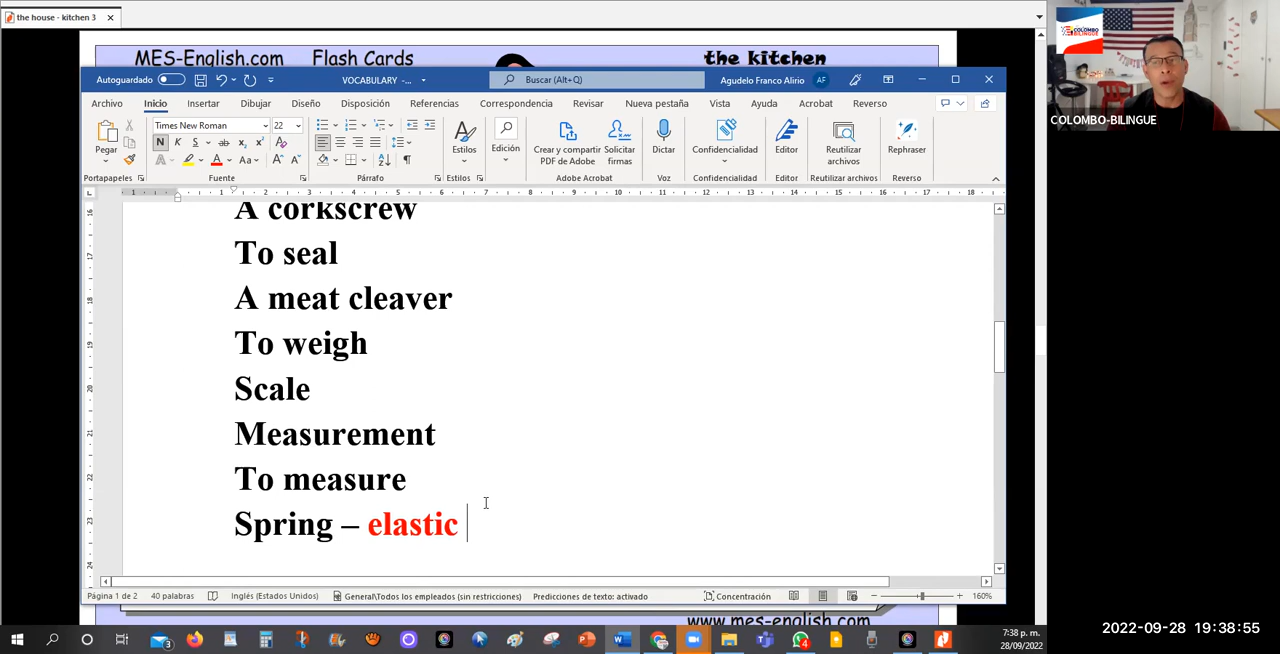 the house - kitchen 3
MES-English.com Flash Cards the kitchen
Autoguardado VOCABULARY -... Buscar (Alt+Q) Agudelo Franco Alirio AF
Archivo Inicio Insertar Dibujar Diseño Disposición Referencias Correspondencia Revisar Nueva pestaña Vista Ayuda Acrobat Reverso
Times New Roman 22
Pegar Estilos Edición Crear y compartir PDF de Adobe Solicitar firmas Dictar Confidencialidad Editor Reutilizar archivos Rephraser
Portapapeles Fuente Párrafo Estilos Adobe Acrobat Voz Confidencialidad Editor Reutilizar archivos Reverso
A corkscrew
To seal
A meat cleaver
To weigh
Scale
Measurement
To measure
Spring – elastic
Página 1 de 2 40 palabras Inglés (Estados Unidos) General\Todos los empleados (sin restricciones) Predicciones de texto: activado Concentración 160%
www.mes-english.com
7:38 p. m.
28/09/2022
COLOMBO BILINGUE
COLOMBO-BILINGUE
2022-09-28 19:38:55